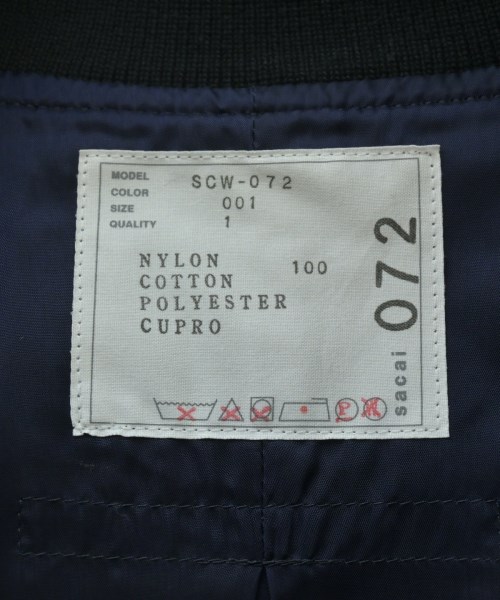 MODEL SCW-072
COLOR 001
SIZE 1
QUALITY
NYLON 100
COTTON
POLYESTER
CUPRO
sacai 072
P